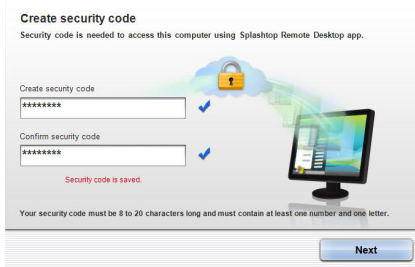 Create security code
Security code is needed to access this computer using Splashtop Remote Desktop app.
Create security code
********
Confirm security code
********
Security code is saved.
Your security code must be 8 to 20 characters long and must contain at least one number and one letter.
Next